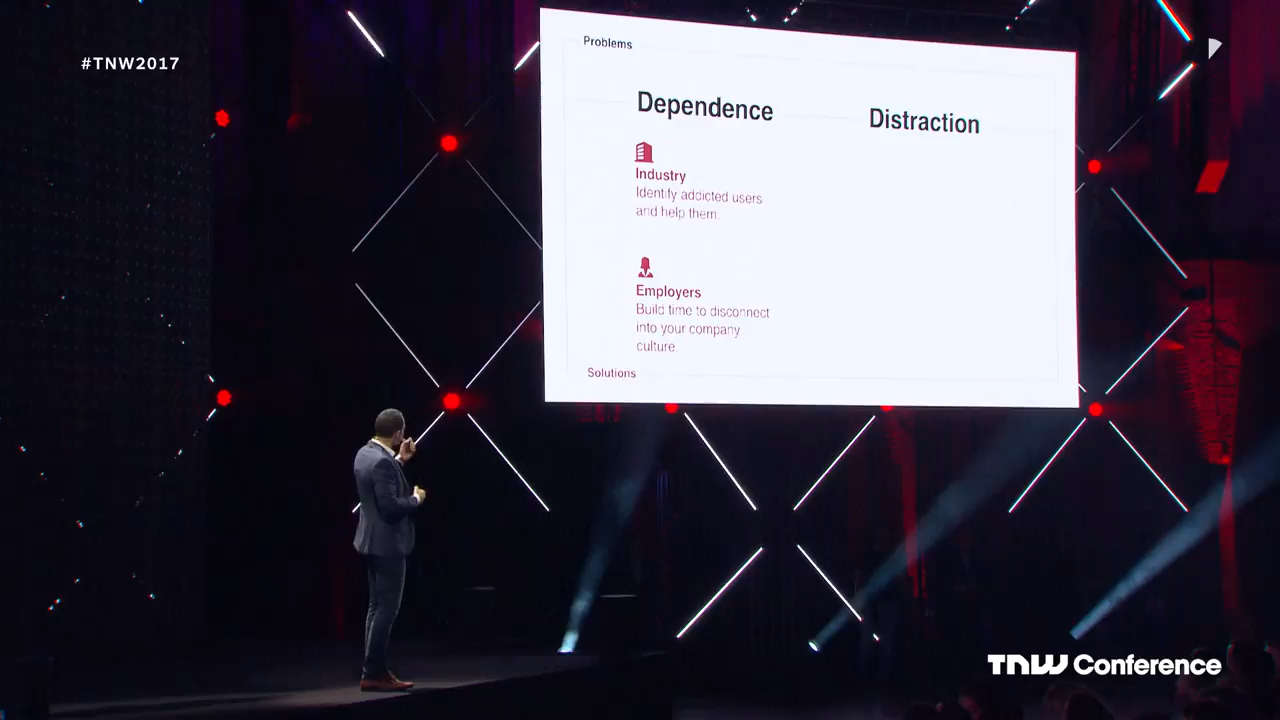 #TNW2017
Problems
Dependence
Distraction
Industry
Identify addicted users
and help them.
Employers
Build time to disconnect
into your company
culture.
Solutions
TNW Conference